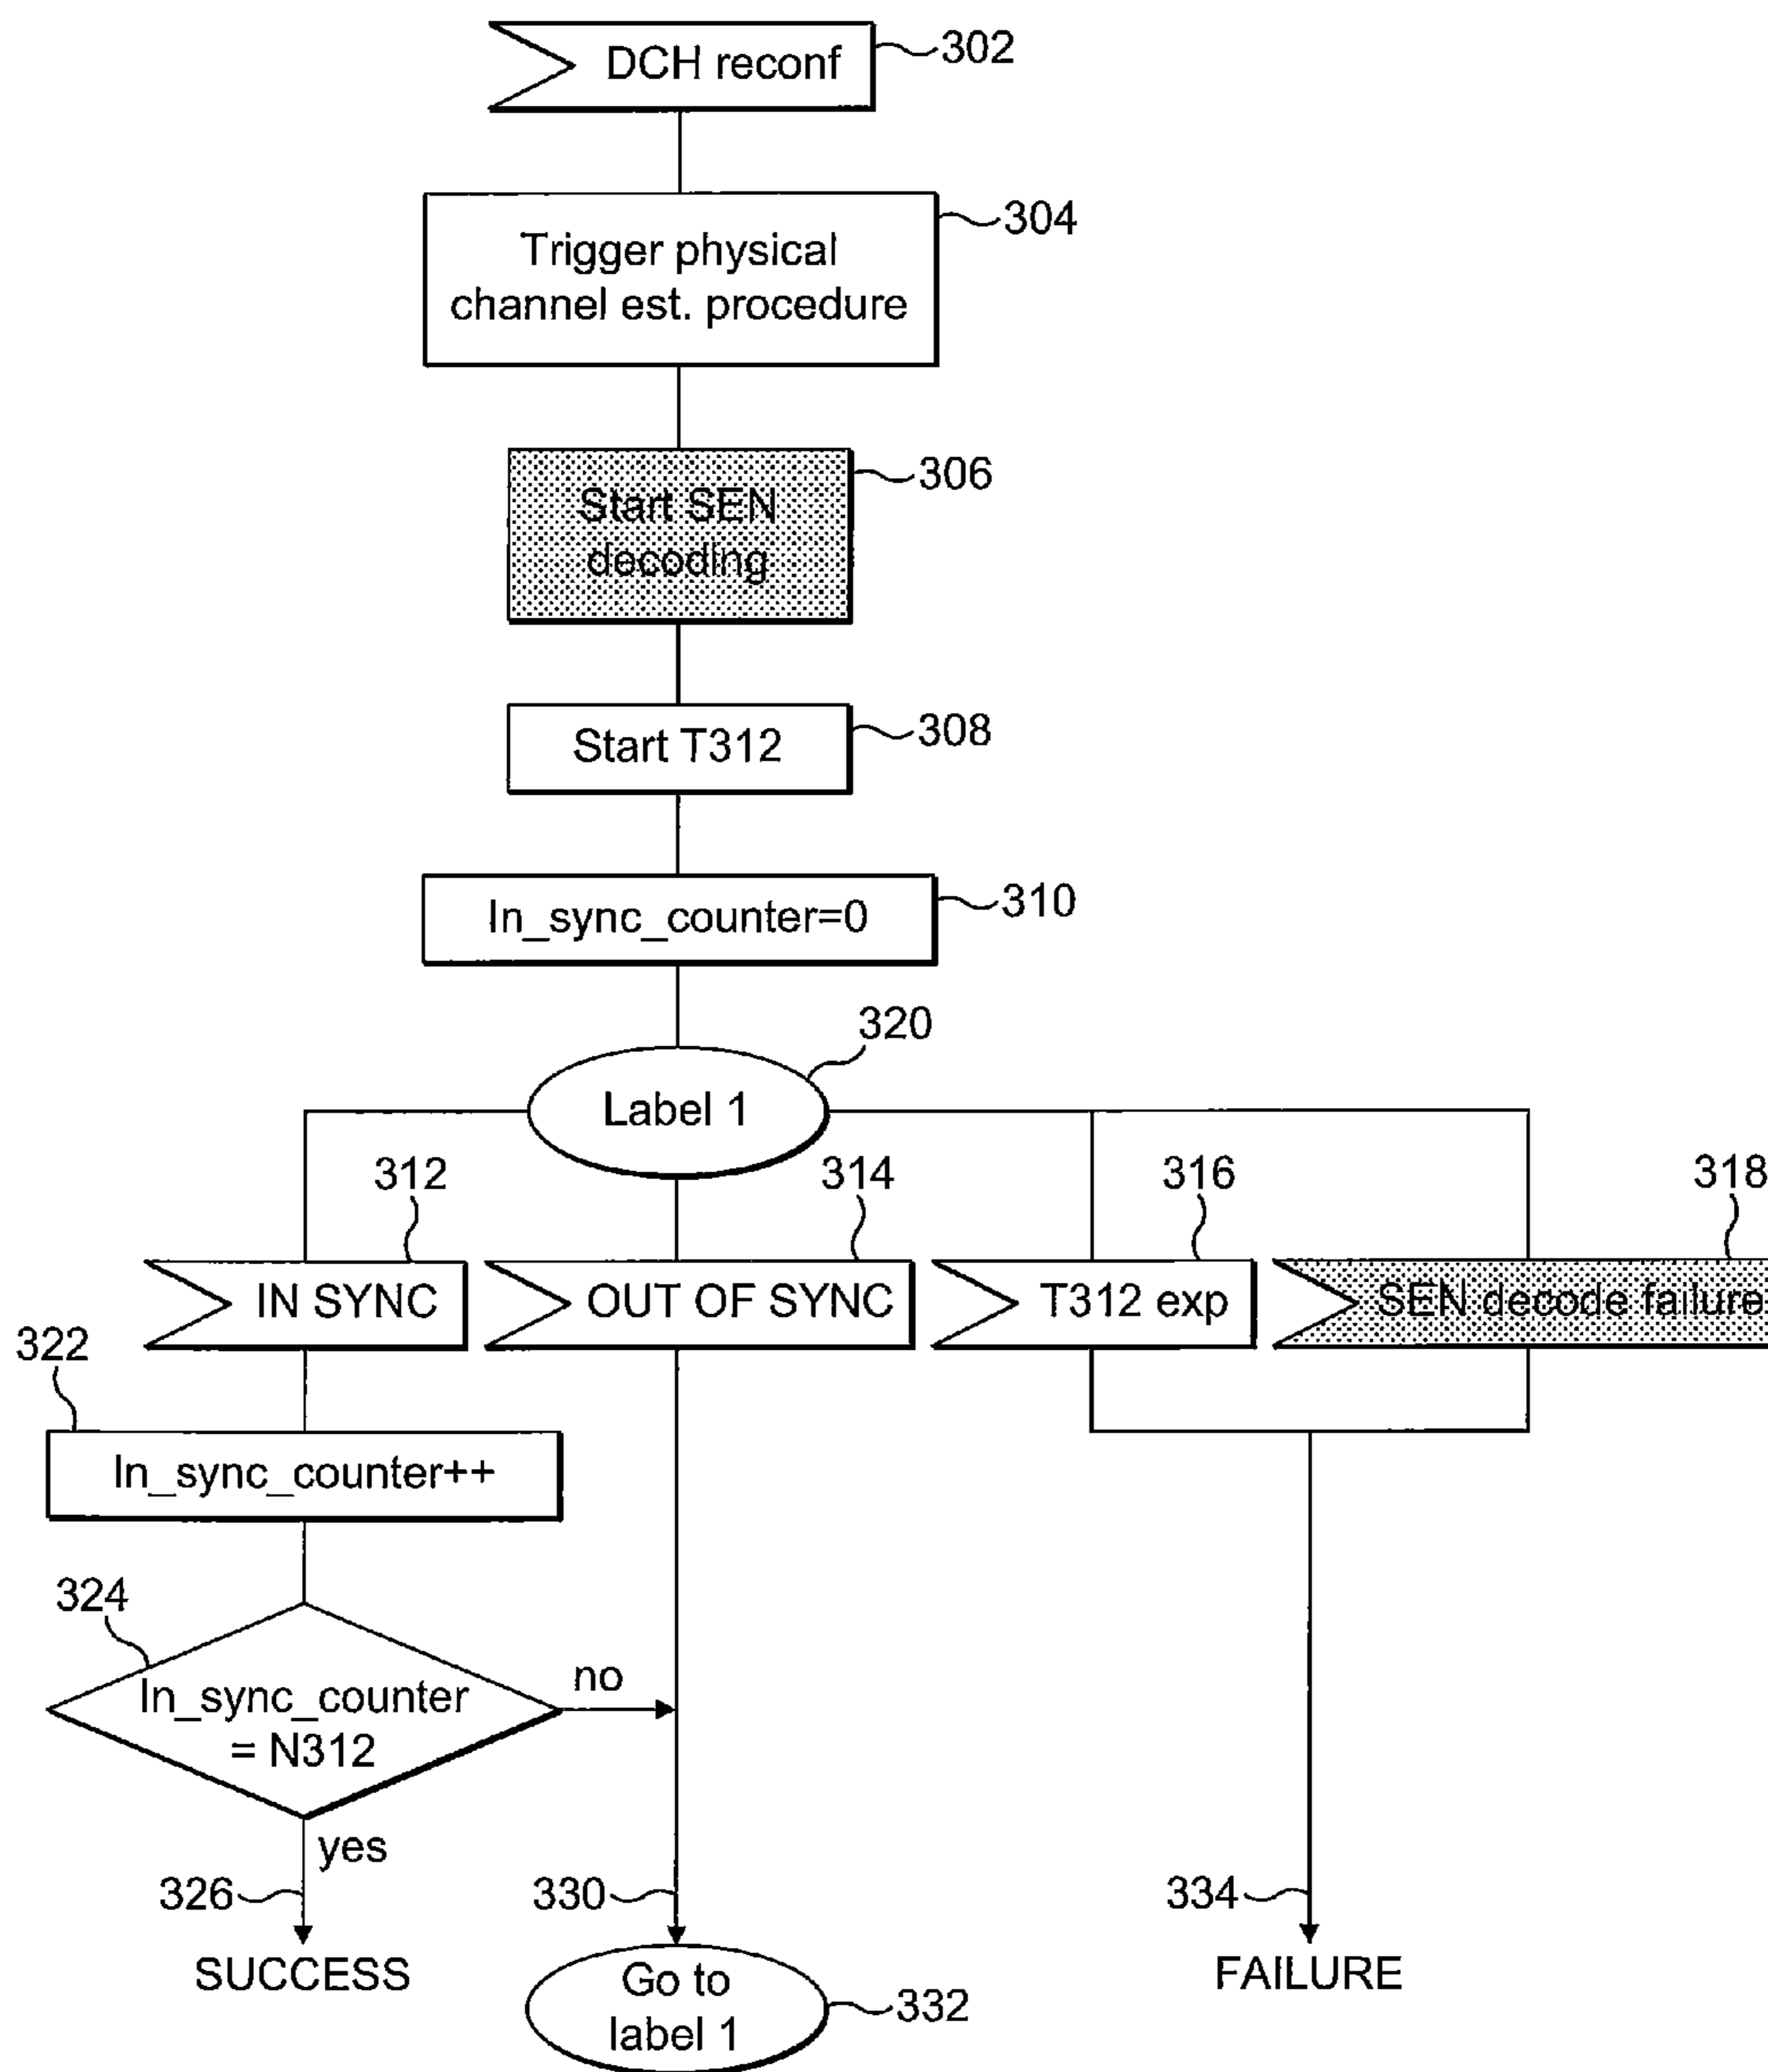 DCH reconf
302
Trigger physical
channel est. procedure
304
Start SEN
decoding
306
Start T312
308
In_sync_counter=0
310
320
Label 1
312
314
316
318
IN SYNC
OUT OF SYNC
T312 exp
SEN decode failure
322
In_sync_counter++
324
In_sync_counter
= N312
no
yes
326
330
334
SUCCESS
Go to
label 1
332
FAILURE